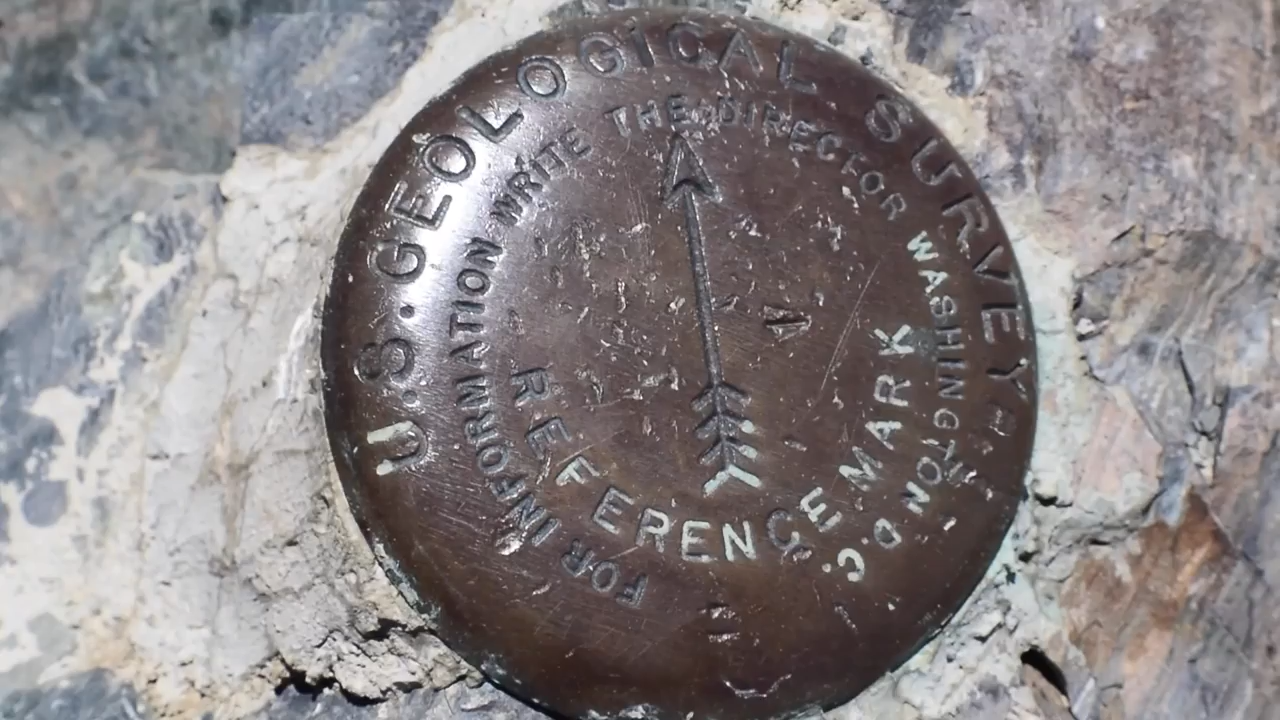 U.S. GEOLOGICAL SURVEY
FOR INFORMATION WRITE THE DIRECTOR WASHINGTON D.C.
REFERENCE MARK